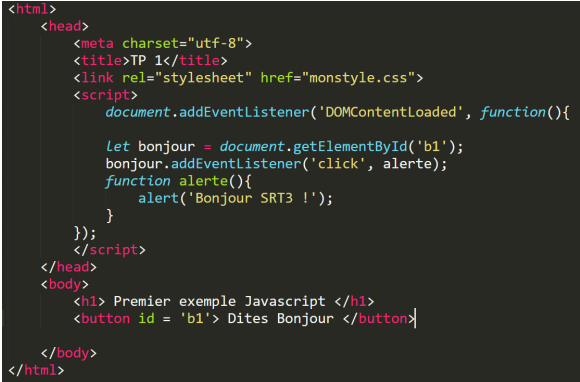 <html>
<head>
<meta charset="utf-8">
<title>TP 1</title>
<link rel="stylesheet" href="monstyle.css">
<script>
document.addEventListener('DOMContentLoaded', function(){
let bonjour = document.getElementById('b1');
bonjour.addEventListener('click', alerte);
function alerte(){
alert('Bonjour SRT3 !');
}
});
</script>
</head>
<body>
<h1> Premier exemple Javascript </h1>
<button id = 'b1'> Dites Bonjour </button>
</body>
</html>